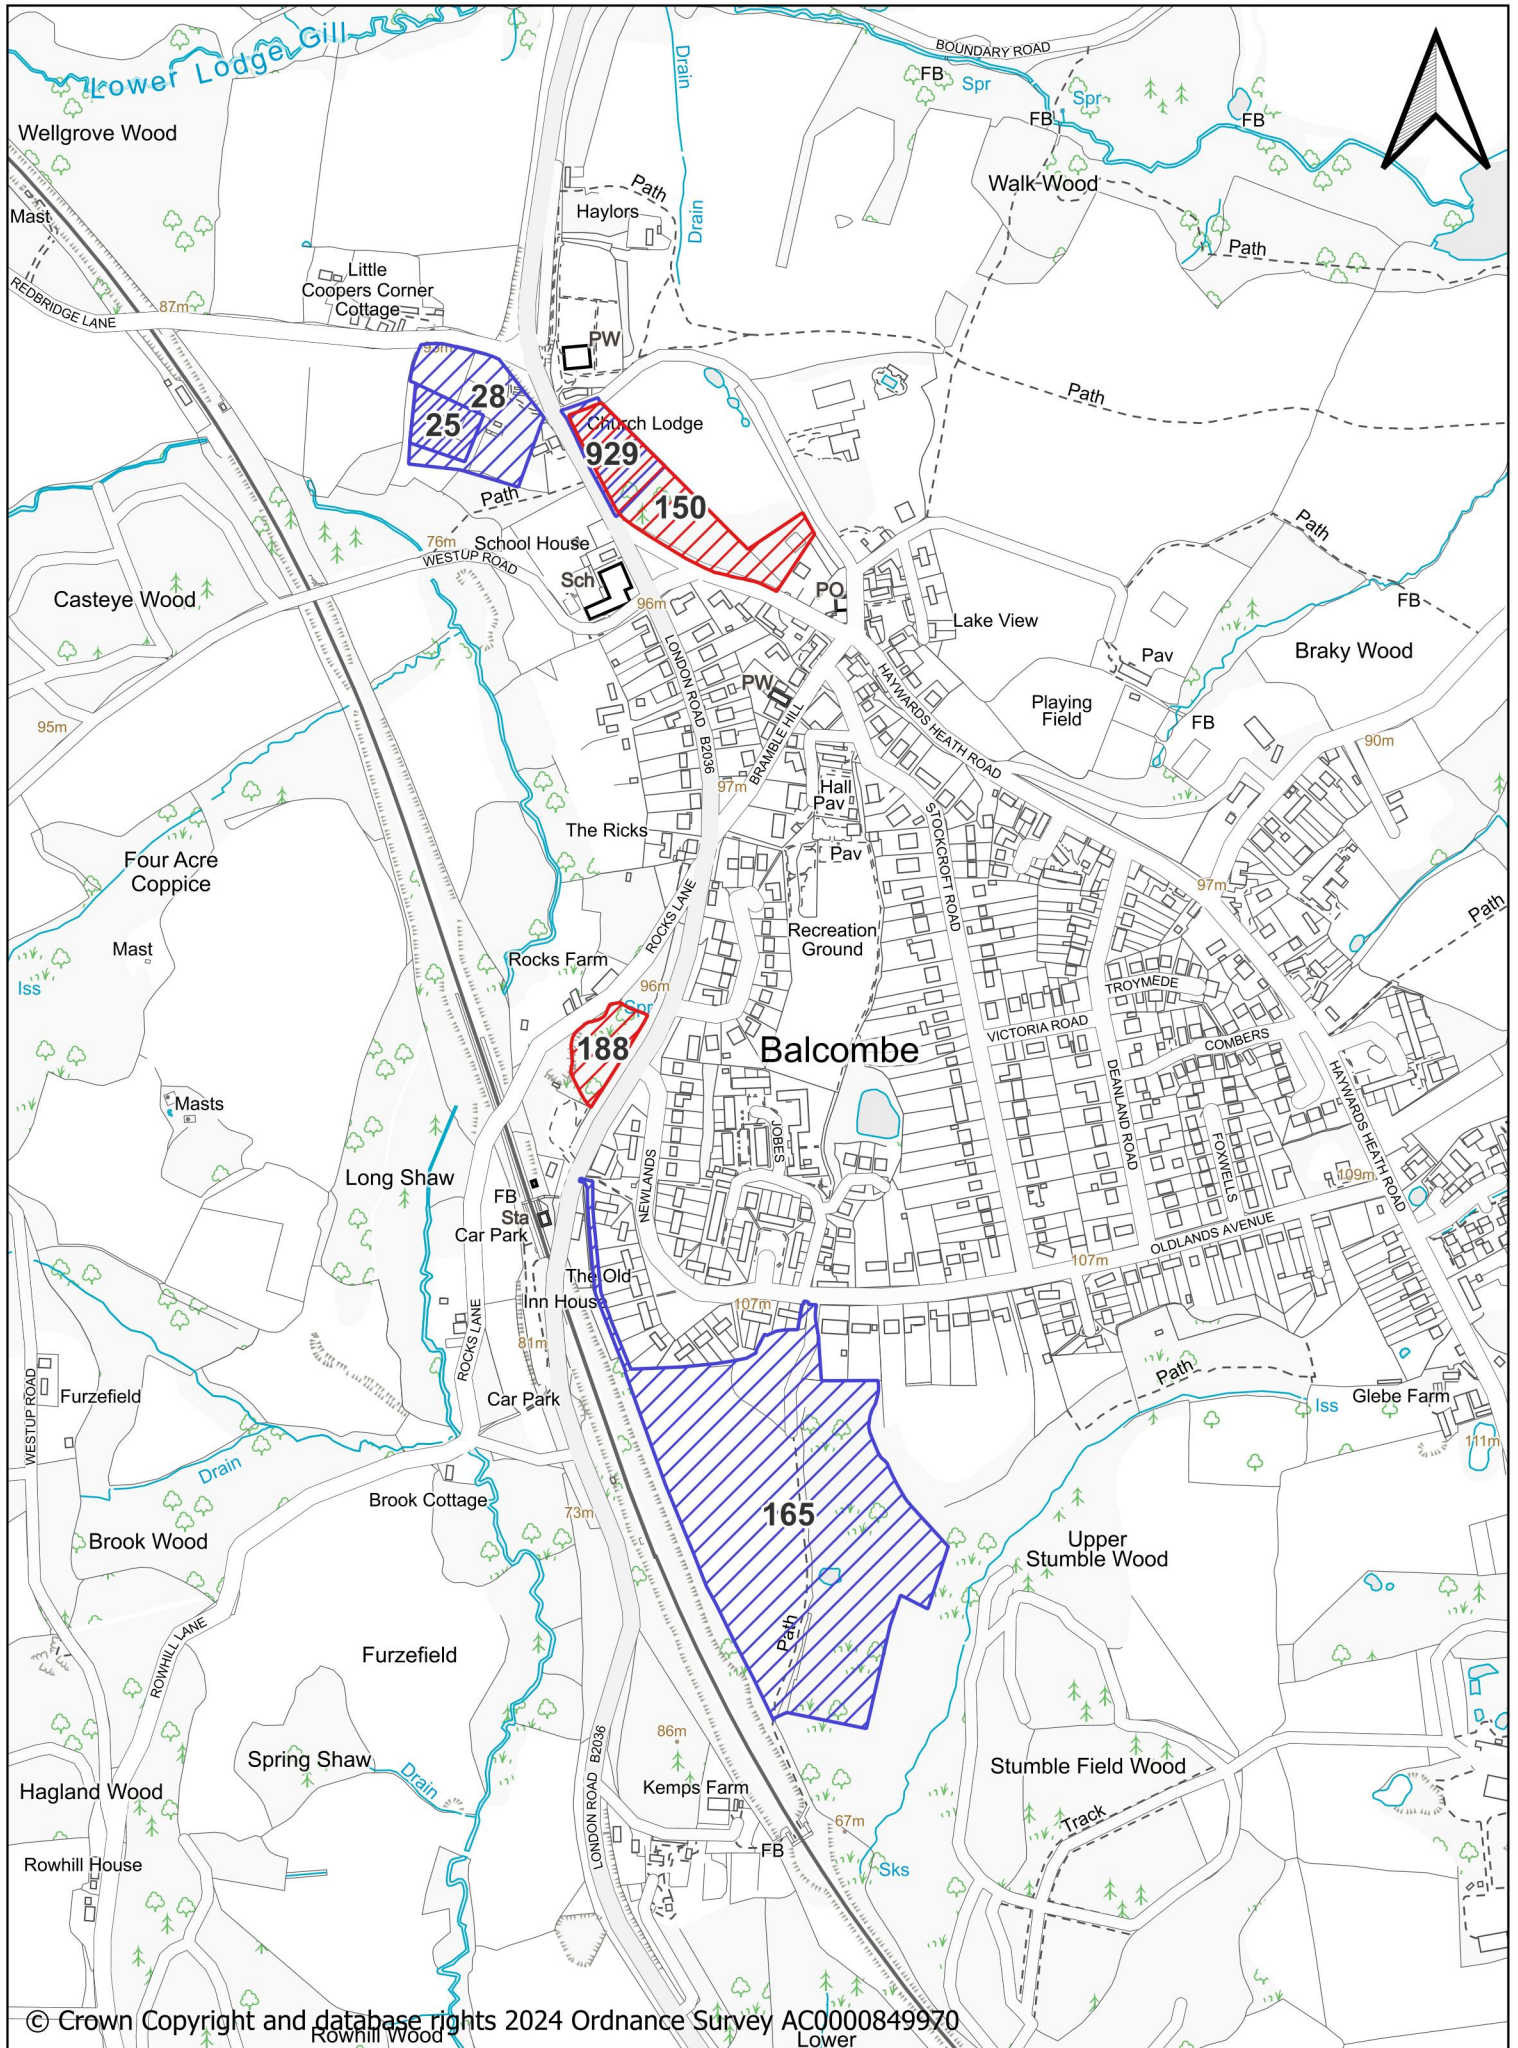 BOUNDARY ROAD
Lower Lodge Gill
Drain
FB
Spr
Spr
FB
FB
Wellgrove Wood
Walk Wood
Path
Haylors
Mast
Drain
Path
Little
Coopers Corner
Cottage
REDBRIDGE LANE
87m
93m
PW
Path
28
25
Church Lodge
929
150
Path
Path
76m
WESTUP ROAD
School House
Sch
96m
PO
FB
Casteye Wood
Lake View
Braky Wood
Pav
PW
LONDON ROAD B2036
HAYWARDS HEATH ROAD
Playing
Field
FB
95m
90m
BRAMBLE HILL
97m
Hall
Pav
The Ricks
STOCKCROFT ROAD
Pav
Four Acre
Coppice
97m
Path
ROCKS LANE
Recreation
Ground
Mast
Rocks Farm
Iss
96m
Spr
TROYMEDE
VICTORIA ROAD
COMBERS
188
Balcombe
DEANLAND ROAD
HAYWARDS HEATH ROAD
Masts
JOBES
FOXWELLS
Long Shaw
NEWLANDS
109m
FB
Sta
Car Park
OLDLANDS AVENUE
107m
The Old
Inn House
107m
ROCKS LANE
81m
WESTUP ROAD
Furzefield
Car Park
Path
Iss
Glebe Farm
111m
Drain
Brook Cottage
73m
165
Brook Wood
Upper
Stumble Wood
Path
ROWHILL LANE
Furzefield
86m
LONDON ROAD B2036
Spring Shaw
Drain
Stumble Field Wood
Hagland Wood
Kemps Farm
67m
Track
FB
Rowhill House
Sks
© Crown Copyright and database rights 2024 Ordnance Survey AC0000849970
Rowhill Wood
Lower